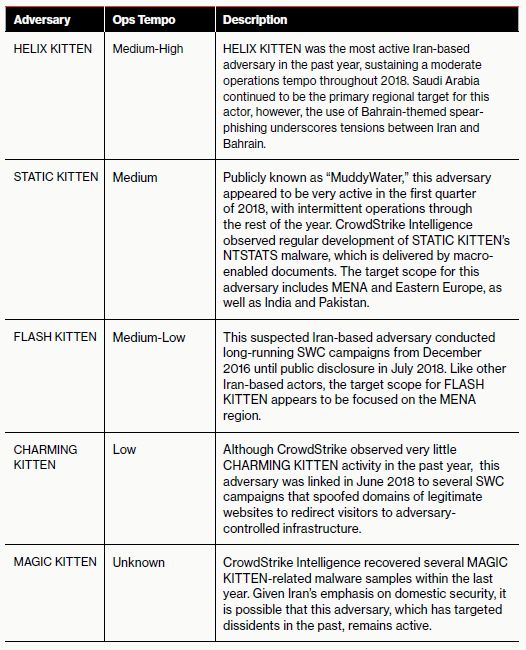 Adversary Ops Tempo Description
HELIX KITTEN Medium-High HELIX KITTEN was the most active Iran-based
adversary in the past year, sustaining a moderate
operations tempo throughout 2018. Saudi Arabia
continued to be the primary regional target for this
actor, however, the use of Bahrain-themed spear-
phishing underscores tensions between Iran and
Bahrain.
STATIC KITTEN Medium Publicly known as “MuddyWater,” this adversary
appeared to be very active in the first quarter
of 2018, with intermittent operations through
the rest of the year. CrowdStrike Intelligence
observed regular development of STATIC KITTEN’s
NTSTATS malware, which is delivered by macro-
enabled documents. The target scope for this
adversary includes MENA and Eastern Europe, as
well as India and Pakistan.
FLASH KITTEN Medium-Low This suspected Iran-based adversary conducted
long-running SWC campaigns from December
2016 until public disclosure in July 2018. Like other
Iran-based actors, the target scope for FLASH
KITTEN appears to be focused on the MENA
region.
CHARMING Low Although CrowdStrike observed very little
KITTEN CHARMING KITTEN activity in the past year, this
adversary was linked in June 2018 to several SWC
campaigns that spoofed domains of legitimate
websites to redirect visitors to adversary-
controlled infrastructure.
MAGIC KITTEN Unknown CrowdStrike Intelligence recovered several MAGIC
KITTEN-related malware samples within the last
year. Given Iran’s emphasis on domestic security, it
is possible that this adversary, which has targeted
dissidents in the past, remains active.